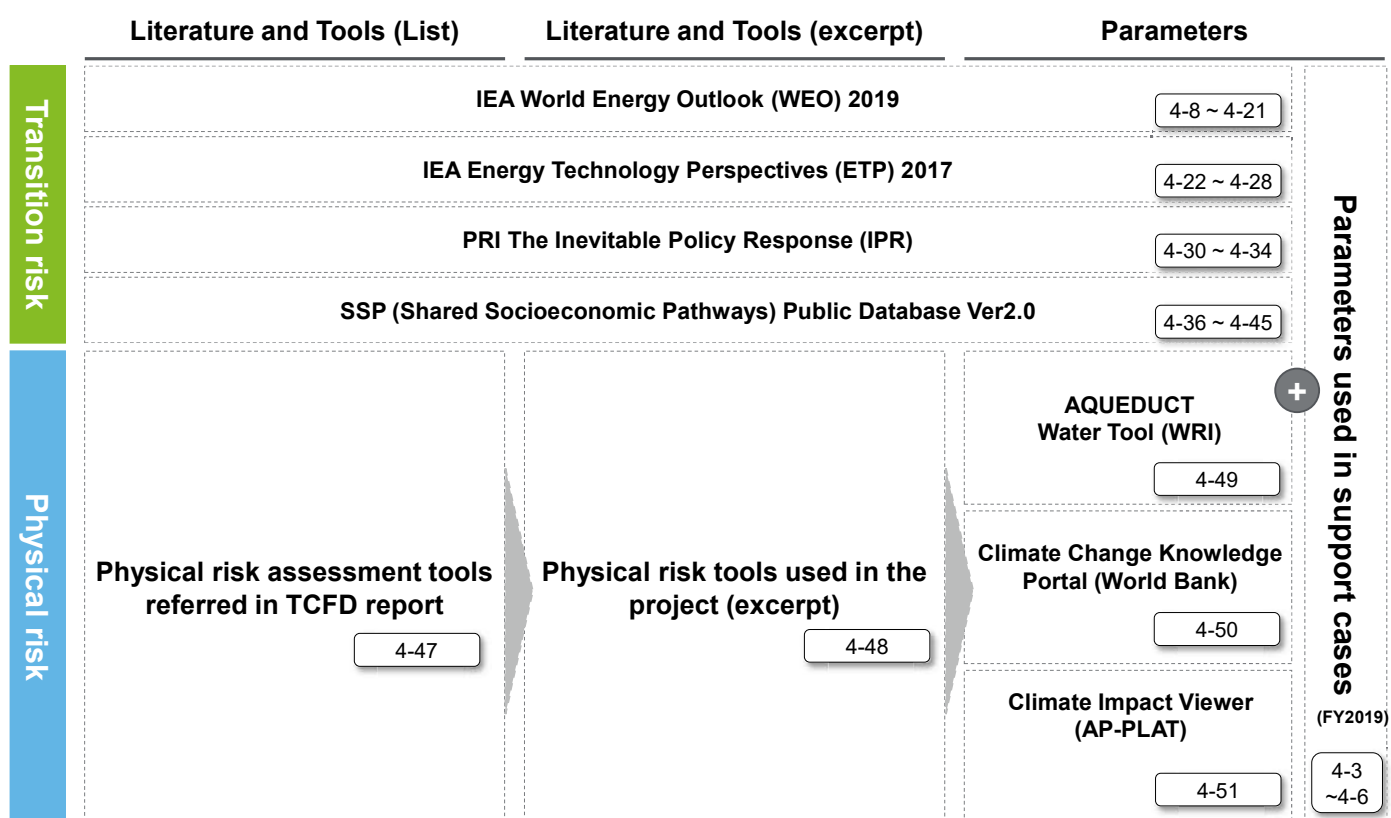 Literature and Tools (List)
Literature and Tools (excerpt)
Parameters
Transition risk
IEA World Energy Outlook (WEO) 2019
4-8 ~ 4-21
IEA Energy Technology Perspectives (ETP) 2017
4-22 ~ 4-28
PRI The Inevitable Policy Response (IPR)
4-30 ~ 4-34
SSP (Shared Socioeconomic Pathways) Public Database Ver2.0
4-36 ~ 4-45
Physical risk
Physical risk assessment tools
referred in TCFD report
4-47
Physical risk tools used in the
project (excerpt)
4-48
AQUEDUCT
Water Tool (WRI)
4-49
Climate Change Knowledge
Portal (World Bank)
4-50
Climate Impact Viewer
(AP-PLAT)
4-51
+
Parameters used in support cases
(FY2019)
4-3
~4-6